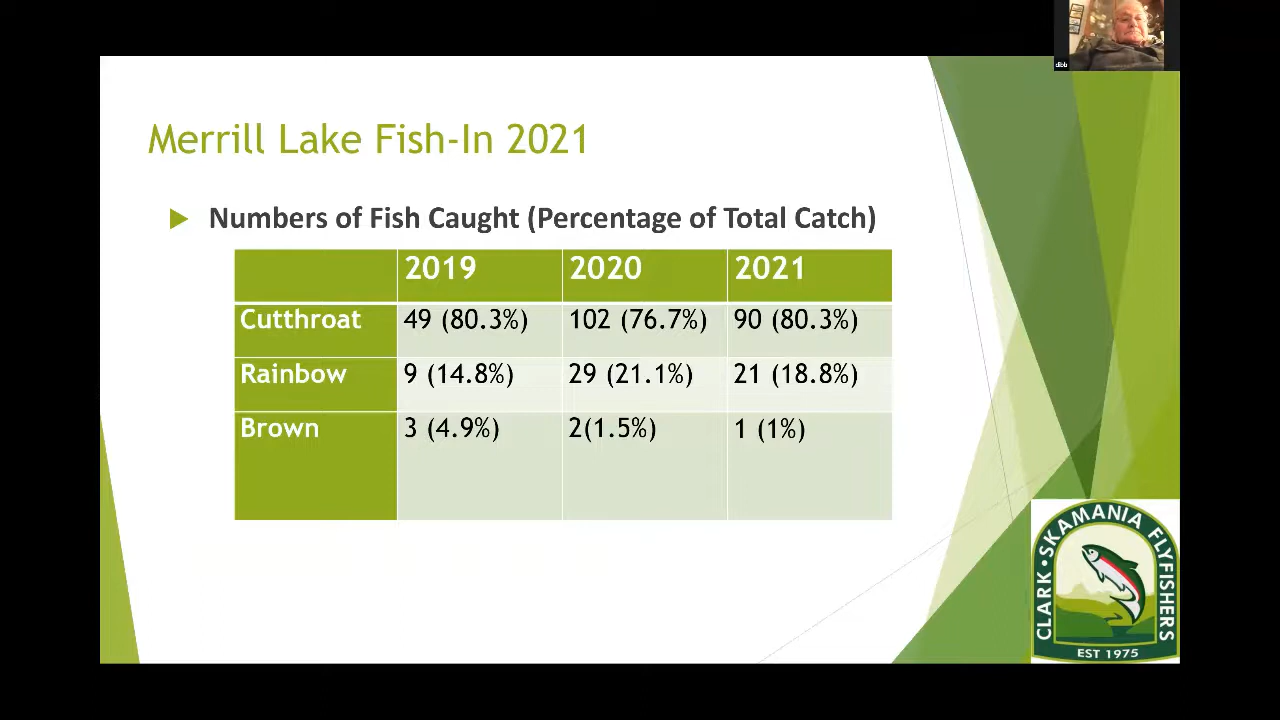 dibb
Merrill Lake Fish-In 2021
Numbers of Fish Caught (Percentage of Total Catch)
2019 2020 2021
Cutthroat 49 (80.3%) 102 (76.7%) 90 (80.3%)
Rainbow 9 (14.8%) 29 (21.1%) 21 (18.8%)
Brown 3 (4.9%) 2(1.5%) 1 (1%)
CLARK • SKAMANIA FLYFISHERS
EST 1975